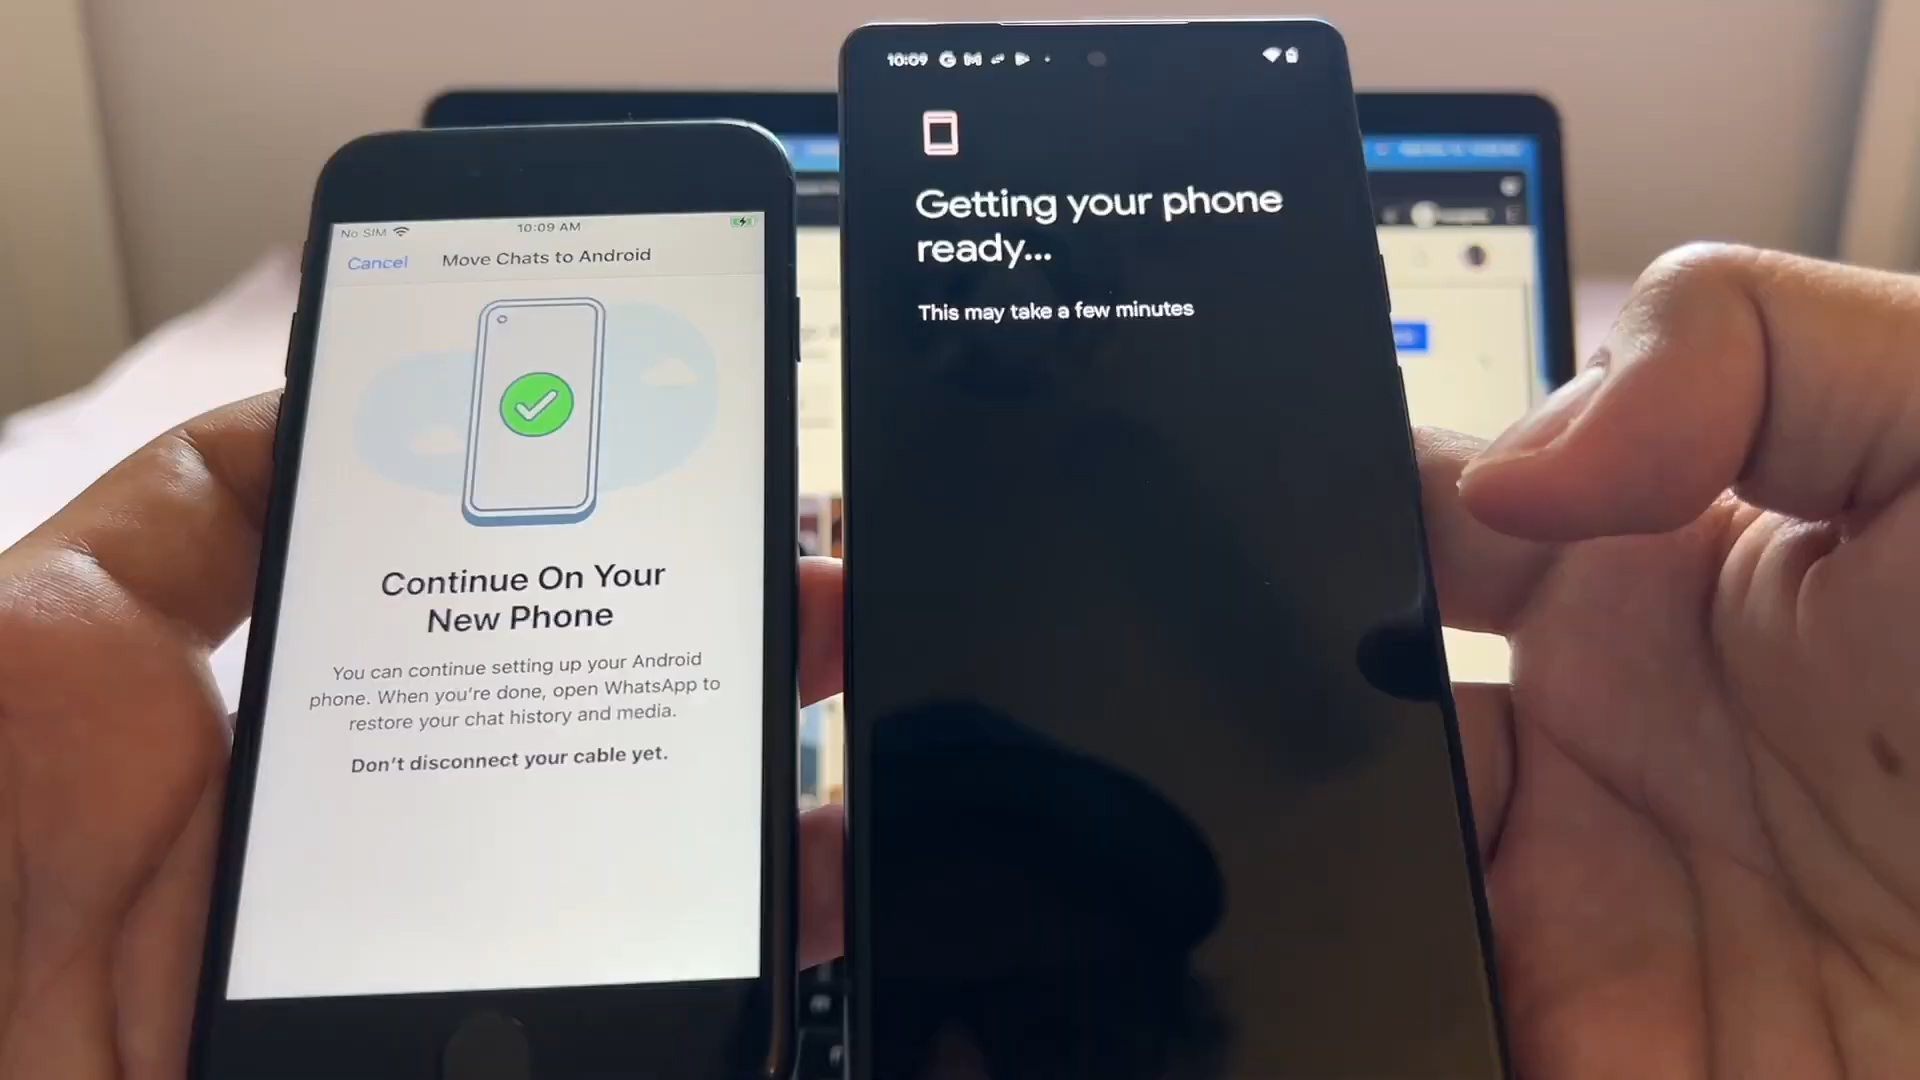 No SIM
10:09 AM
Cancel
Move Chats to Android
Continue On Your
New Phone
You can continue setting up your Android
phone. When you're done, open WhatsApp to
restore your chat history and media.
Don't disconnect your cable yet.
10:09
Getting your phone
ready...
This may take a few minutes